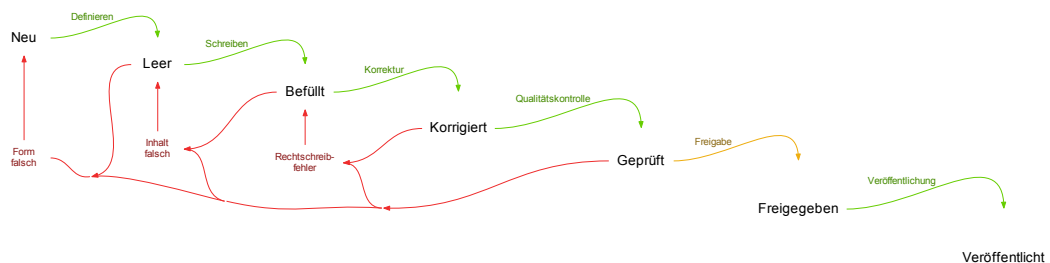 Definieren
Neu
Schreiben
Leer
Korrektur
Befüllt
Qualitätskontrolle
Korrigiert
Form
falsch
Inhalt
falsch
Rechtschreib-
fehler
Freigabe
Geprüft
Veröffentlichung
Freigegeben
Veröffentlicht